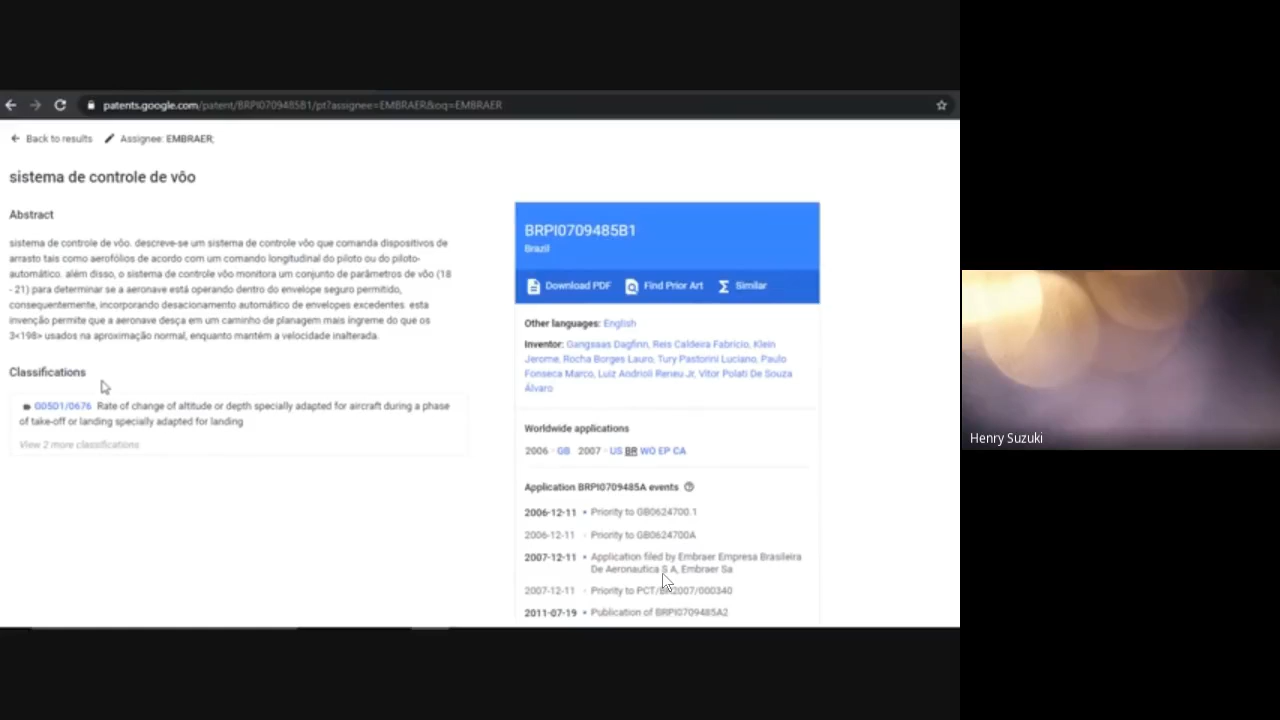 patents.google.com/patent/BRPI0709485B1/pt?assignee=EMBRAER&oq=EMBRAER
Back to results Assignee: EMBRAER;
sistema de controle de vôo
Abstract
sistema de controle de vôo. descreve-se um sistema de controle vôo que comanda dispositivos de
arrasto tais como aerofólios de acordo com um comando longitudinal do piloto ou do piloto-
automático. além disso, o sistema de controle vôo monitora um conjunto de parâmetros de vôo (18
- 21) para determinar se a aeronave está operando dentro do envelope seguro permitido,
consequentemente, incorporando desacionamento automático de envelopes excedentes. esta
invenção permite que a aeronave desça em um caminho de planagem mais íngreme do que os
3<198> usados na aproximação normal, enquanto mantém a velocidade inalterada.
Classifications
G05D1/0676 Rate of change of altitude or depth specially adapted for aircraft during a phase
of take-off or landing specially adapted for landing
View 2 more classifications
BRPI0709485B1
Brazil
Download PDF Find Prior Art Similar
Other languages: English
Inventor: Gangsaas Dagfinn, Reis Caldeira Fabricio, Klein
Jerome, Rocha Borges Lauro, Tury Pastorini Luciano, Paulo
Fonseca Marco, Luiz Andrioli Reneu Jr, Vitor Polati De Souza
Álvaro
Worldwide applications
2006 · GB 2007 · US BR WO EP CA
Application BRPI0709485A events
2006-12-11 • Priority to GB0624700.1
2006-12-11 · Priority to GB0624700A
2007-12-11 • Application filed by Embraer Empresa Brasileira
De Aeronautica S A, Embraer Sa
2007-12-11 · Priority to 
2011-07-19 • Publication of BRPI0709485A2
Henry Suzuki